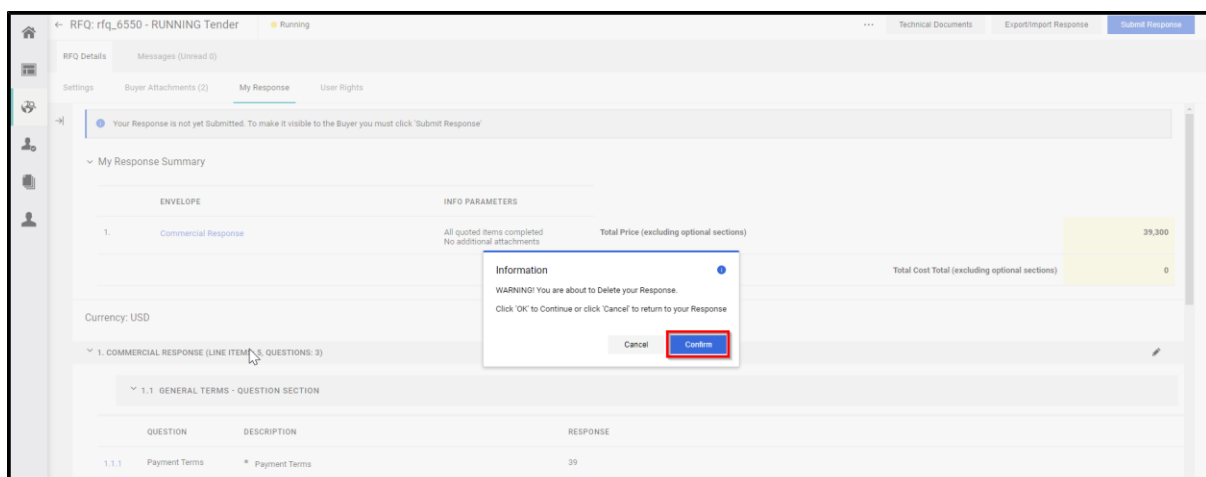 ← RFQ: rfq_6550 - RUNNING Tender Running ··· Technical Documents Export/Import Response Submit Response
RFQ Details Messages (Unread 0)
Settings Buyer Attachments (2) My Response User Rights
Your Response is not yet Submitted. To make it visible to the Buyer you must click 'Submit Response'
My Response Summary
ENVELOPE INFO PARAMETERS
1. Commercial Response All quoted items completed Total Price (excluding optional sections) 39,300
No additional attachments
Total Cost Total (excluding optional sections) 0
Information
WARNING! You are about to Delete your Response.
Click 'OK' to Continue or click 'Cancel' to return to your Response
Cancel Confirm
Currency: USD
1. COMMERCIAL RESPONSE (LINE ITEMS: 5, QUESTIONS: 3)
1.1 GENERAL TERMS - QUESTION SECTION
QUESTION DESCRIPTION RESPONSE
1.1.1 Payment Terms * Payment Terms 39